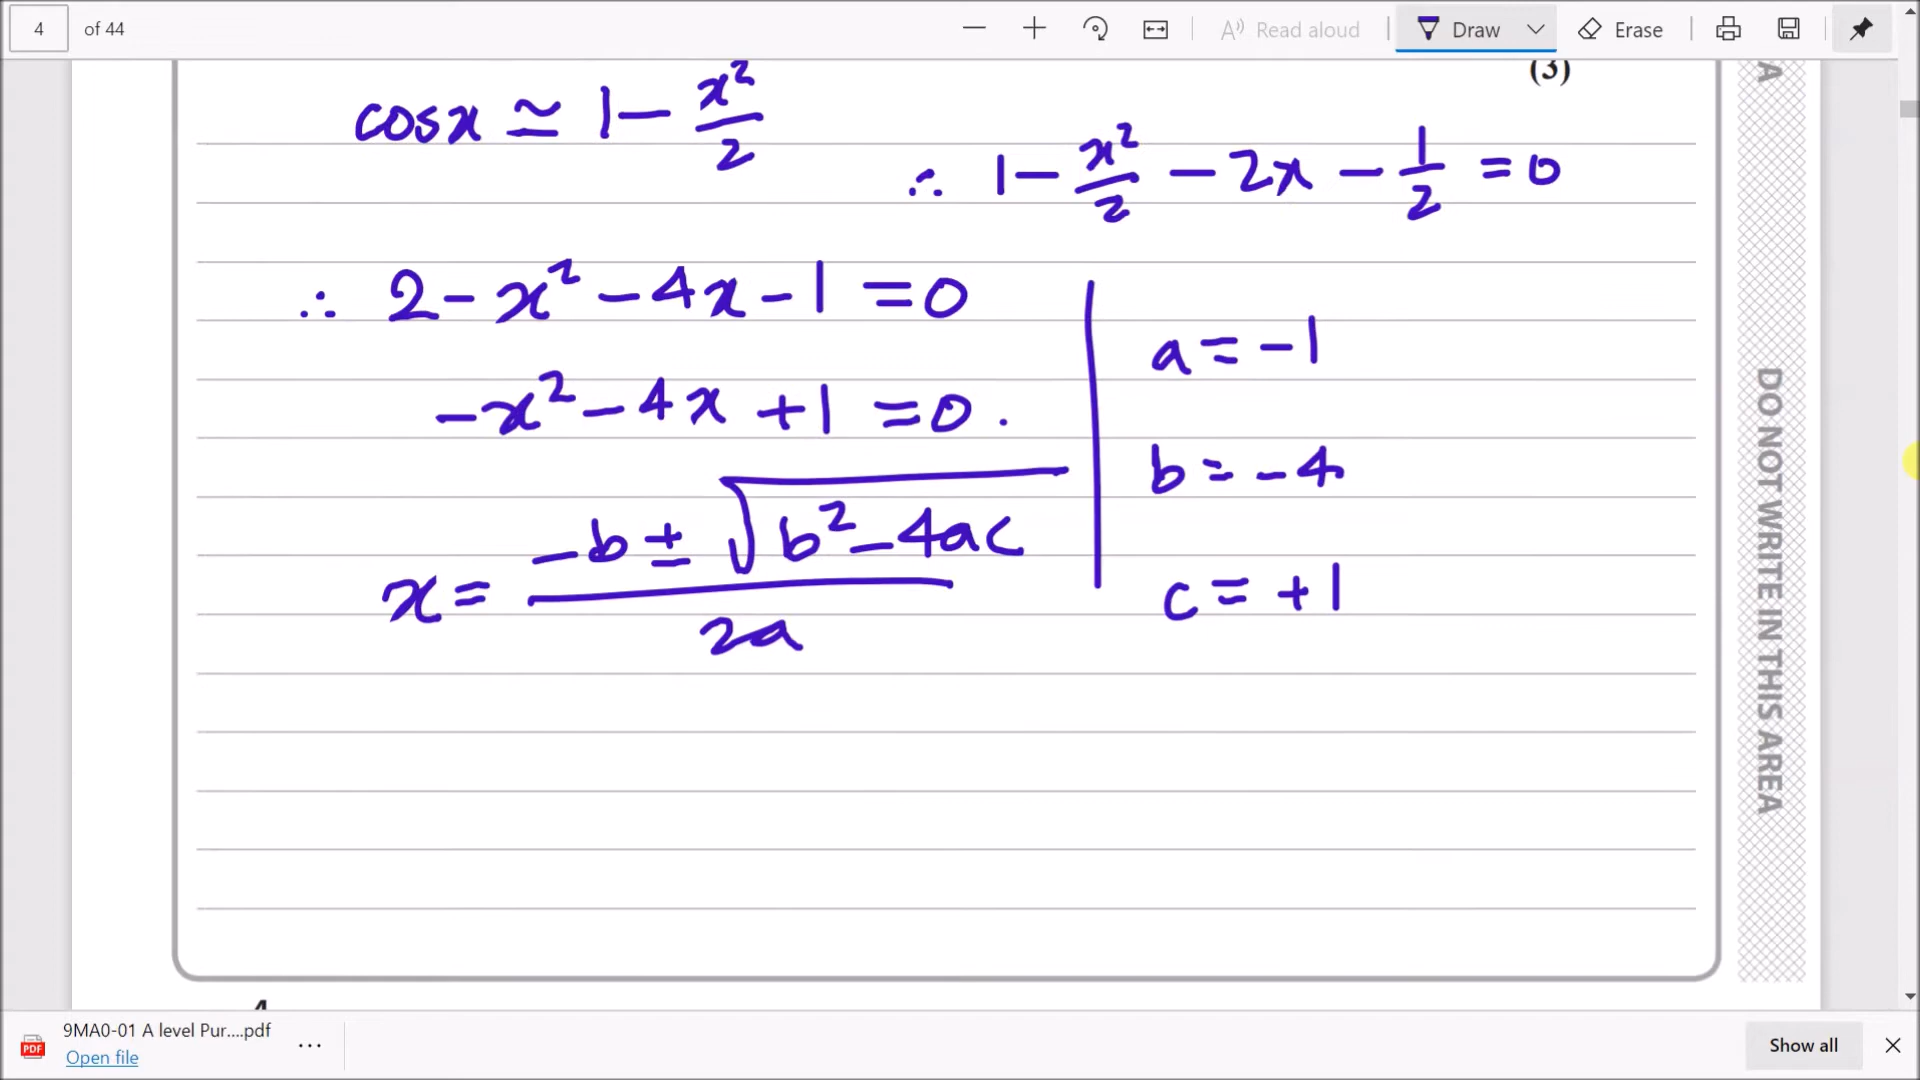 4 of 44 Read aloud Draw Erase
(3)
cosx ≃ 1 - x²/2
∴ 1 - x²/2 - 2x - 1/2 = 0
∴ 2 - x² - 4x - 1 = 0
a = -1
-x² - 4x + 1 = 0.
b = -4
x = (-b ± √(b² - 4ac))/2a
c = +1
A
DO NOT WRITE IN THIS AREA
4
9MA0-01 A level Pur....pdf
Open file
Show all